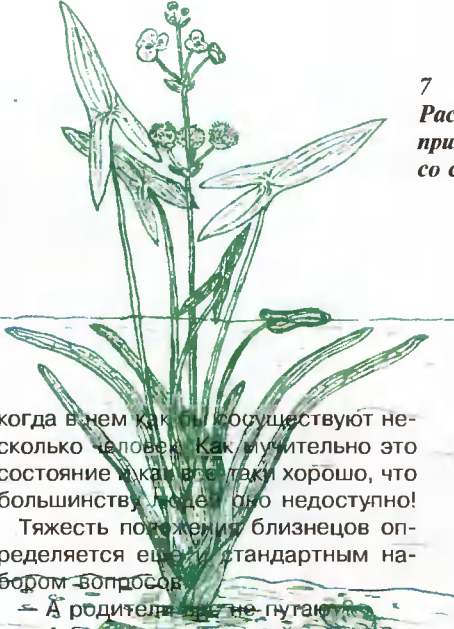 7
Рас
при
со с
когда в нем как бы сосуществуют не-
сколько человек. Как мучительно это
состояние и как все-таки хорошо, что
большинству людей оно недоступно!
Тяжесть положения близнецов оп-
ределяется еще и стандартным на-
бором вопросов
– А родители вас не путают